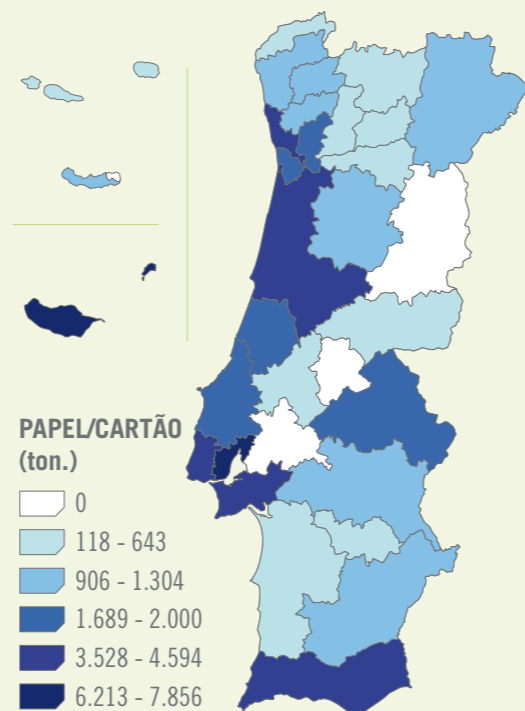 PAPEL/CARTÃO
(ton.)
0
118 - 643
906 - 1.304
1.689 - 2.000
3.528 - 4.594
6.213 - 7.856